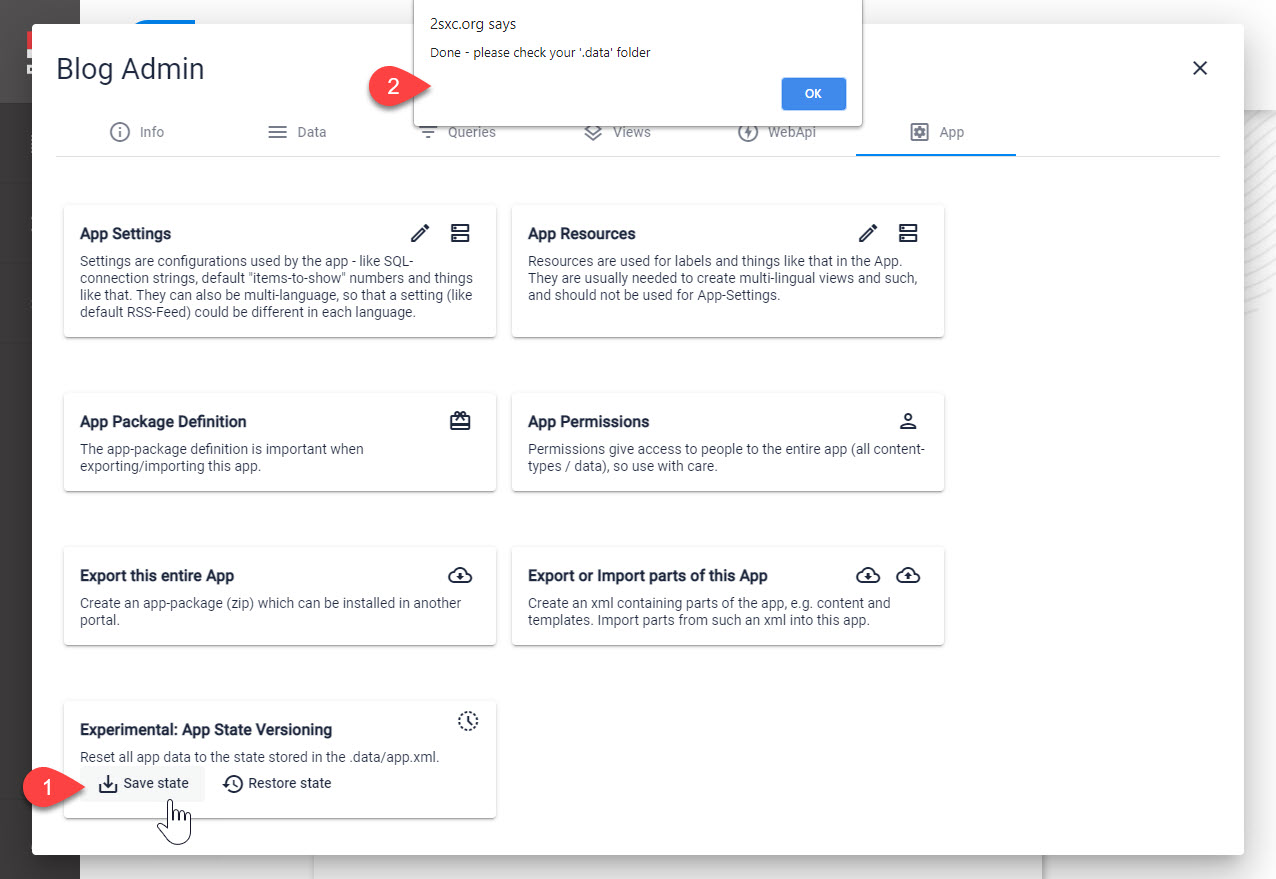 2sxc.org says
Done - please check your '.data' folder
2
OK
Blog Admin
Info
Data
Queries
Views
WebApi
App
App Settings
Settings are configurations used by the app - like SQL-
connection strings, default "items-to-show" numbers and things
like that. They can also be multi-language, so that a setting (like
default RSS-Feed) could be different in each language.
App Resources
Resources are used for labels and things like that in the App.
They are usually needed to create multi-lingual views and such,
and should not be used for App-Settings.
App Package Definition
The app-package definition is important when
exporting/importing this app.
App Permissions
Permissions give access to people to the entire app (all content-
types / data), so use with care.
Export this entire App
Create an app-package (zip) which can be installed in another
portal.
Export or Import parts of this App
Create an xml containing parts of the app, e.g. content and
templates. Import parts from such an xml into this app.
Experimental: App State Versioning
Reset all app data to the state stored in the .data/app.xml.
1
Save state
Restore state